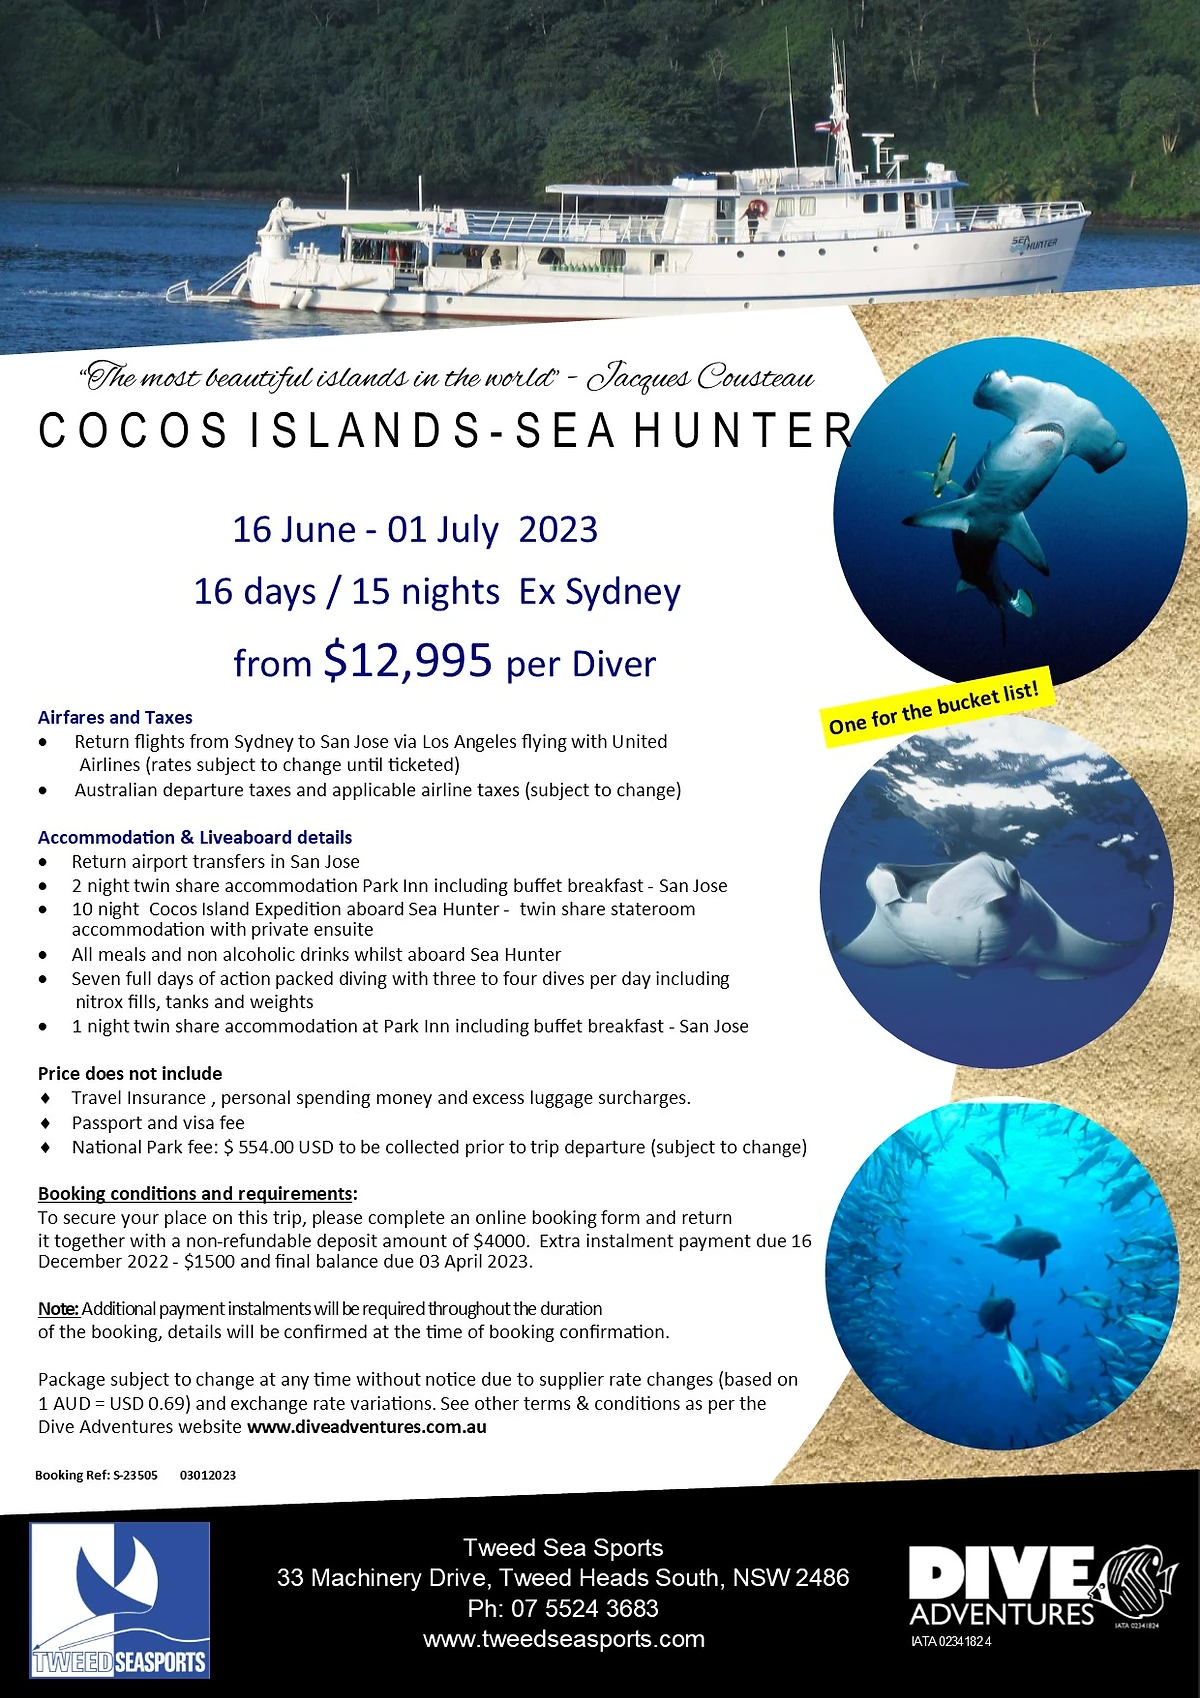 SEA
HUNTER
“The most beautiful islands in the world” - Jacques Cousteau
COCOS ISLANDS-SEA HUNTER
16 June - 01 July 2023
16 days / 15 nights Ex Sydney
from $12,995 per Diver
One for the bucket list!
Airfares and Taxes
• Return flights from Sydney to San Jose via Los Angeles flying with United
Airlines (rates subject to change until ticketed)
• Australian departure taxes and applicable airline taxes (subject to change)
Accommodation & Liveaboard details
• Return airport transfers in San Jose
• 2 night twin share accommodation Park Inn including buffet breakfast - San Jose
• 10 night Cocos Island Expedition aboard Sea Hunter - twin share stateroom
accommodation with private ensuite
• All meals and non alcoholic drinks whilst aboard Sea Hunter
• Seven full days of action packed diving with three to four dives per day including
nitrox fills, tanks and weights
• 1 night twin share accommodation at Park Inn including buffet breakfast - San Jose
Price does not include
♦ Travel Insurance , personal spending money and excess luggage surcharges.
♦ Passport and visa fee
♦ National Park fee: $ 554.00 USD to be collected prior to trip departure (subject to change)
Booking conditions and requirements:
To secure your place on this trip, please complete an online booking form and return
it together with a non-refundable deposit amount of $4000. Extra instalment payment due 16
December 2022 - $1500 and final balance due 03 April 2023.
Note: Additional payment instalments will be required throughout the duration
of the booking, details will be confirmed at the time of booking confirmation.
Package subject to change at any time without notice due to supplier rate changes (based on
1 AUD = USD 0.69) and exchange rate variations. See other terms & conditions as per the
Dive Adventures website www.diveadventures.com.au
Booking Ref: S-23505 03012023
TWEED SEASPORTS
Tweed Sea Sports
33 Machinery Drive, Tweed Heads South, NSW 2486
Ph: 07 5524 3683
www.tweedseasports.com
DIVE
ADVENTURES
IATA 02341824
IATA 02341824